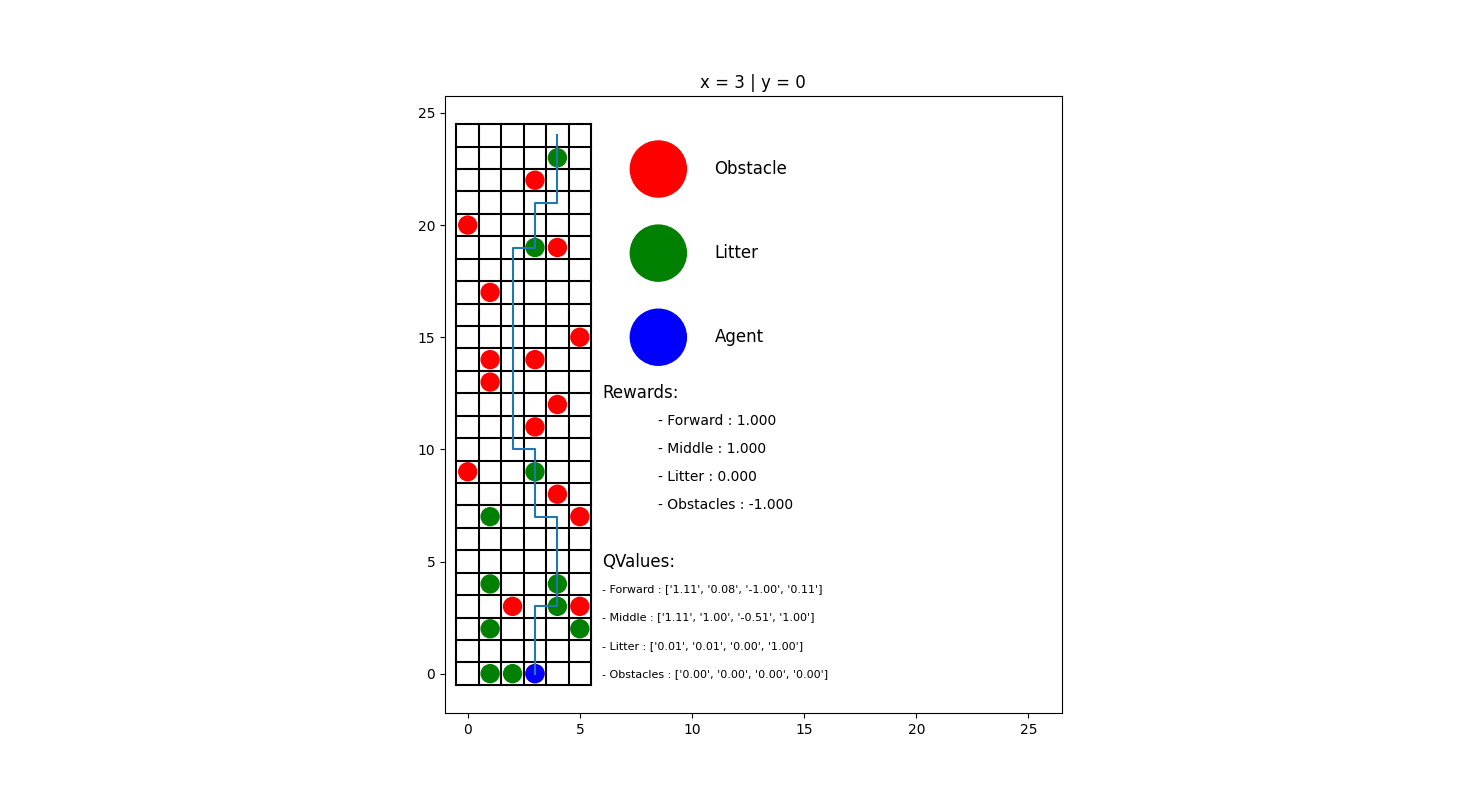 x = 3 | y = 0
25
20
15
10
5
0
0 5 10 15 20 25
Obstacle
Litter
Agent
Rewards:
- Forward : 1.000
- Middle : 1.000
- Litter : 0.000
- Obstacles : -1.000
QValues:
- Forward : ['1.11', '0.08', '-1.00', '0.11']
- Middle : ['1.11', '1.00', '-0.51', '1.00']
- Litter : ['0.01', '0.01', '0.00', '1.00']
- Obstacles : ['0.00', '0.00', '0.00', '0.00']